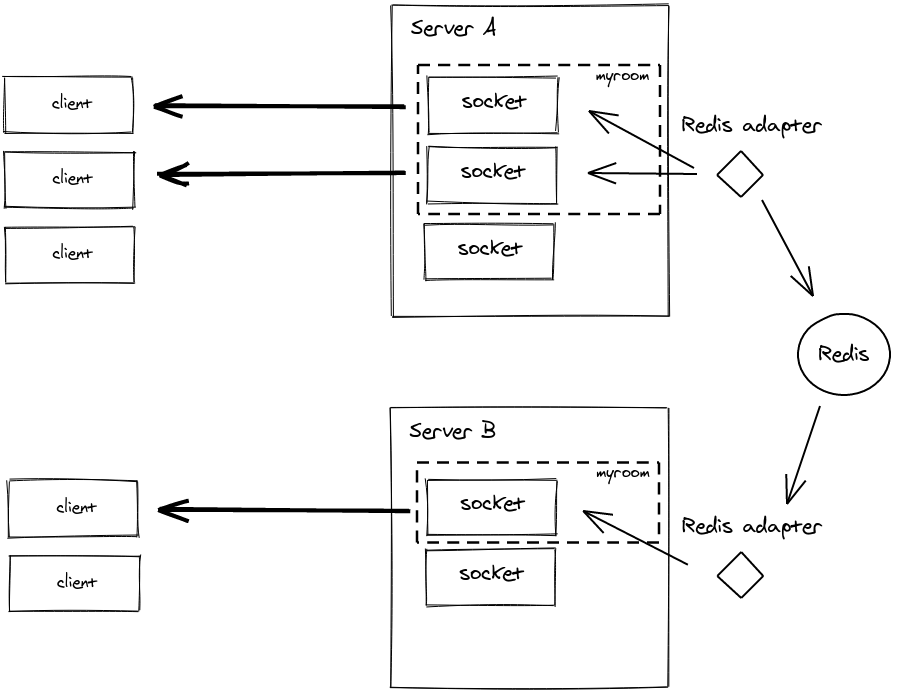 Server A
myroom
client
socket
Redis adapter
client
socket
client
socket
Redis
Server B
myroom
client
socket
Redis adapter
client
socket